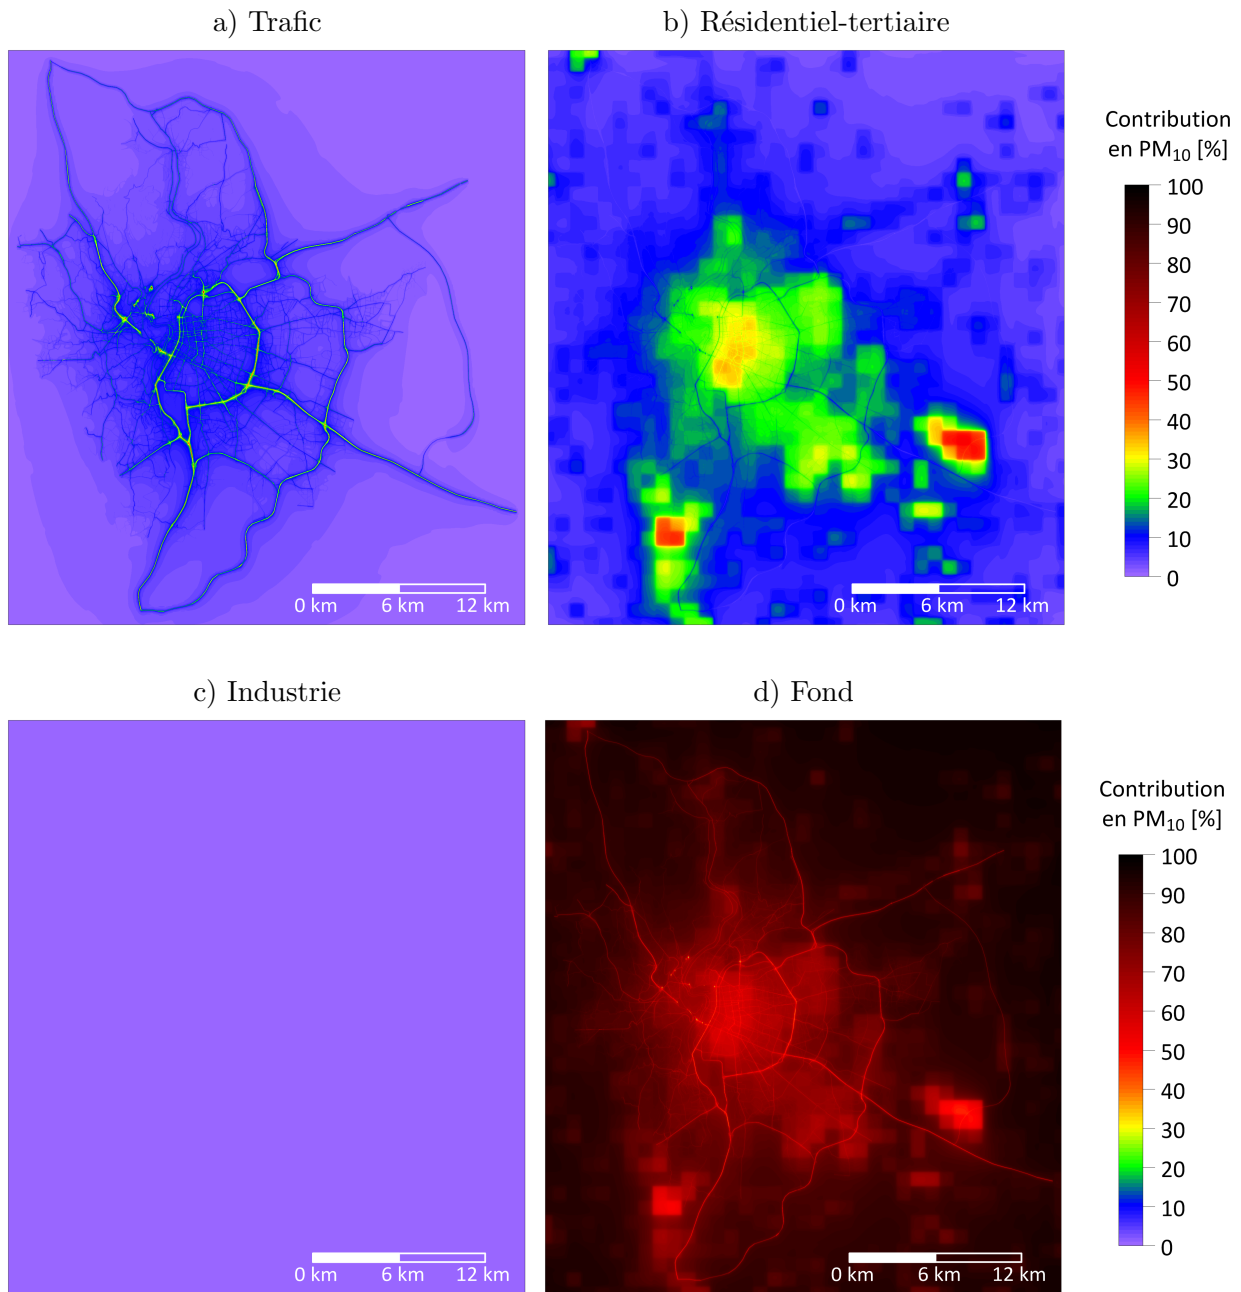 a) Trafic
b) Résidentiel-tertiaire
Contribution
en PM₁₀ [%]
100
90
80
70
60
50
40
30
20
10
0
0 km 6 km 12 km
0 km 6 km 12 km
c) Industrie
d) Fond
Contribution
en PM₁₀ [%]
100
90
80
70
60
50
40
30
20
10
0
0 km 6 km 12 km
0 km 6 km 12 km